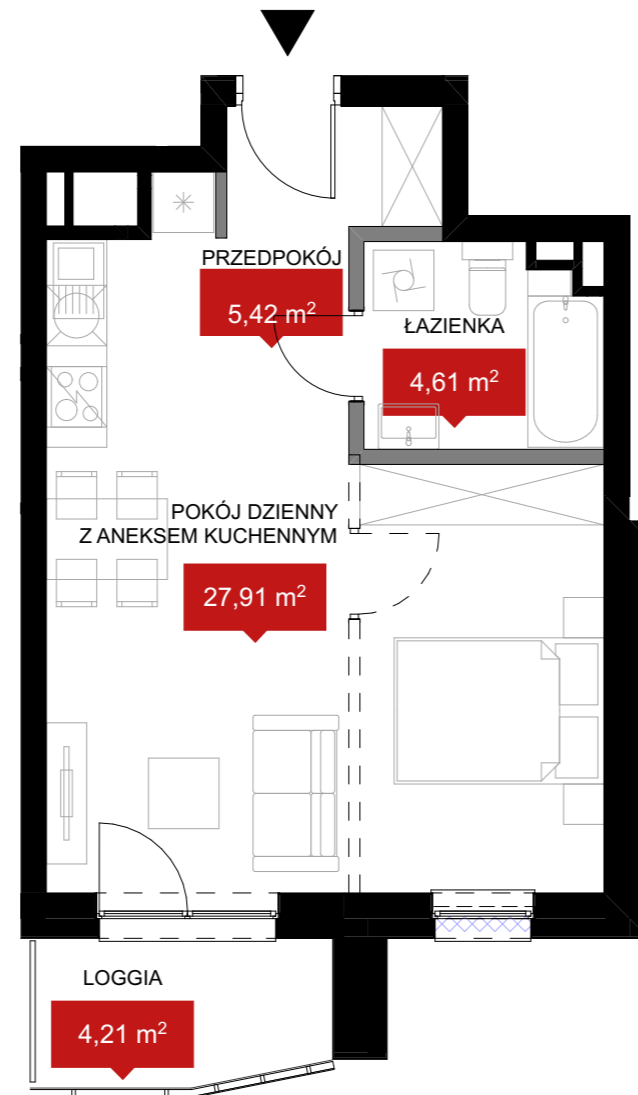 PRZEDPOKÓJ
5,42 m²
ŁAZIENKA
4,61 m²
POKÓJ DZIENNY
Z ANEKSEM KUCHENNYM
27,91 m²
LOGGIA
4,21 m²